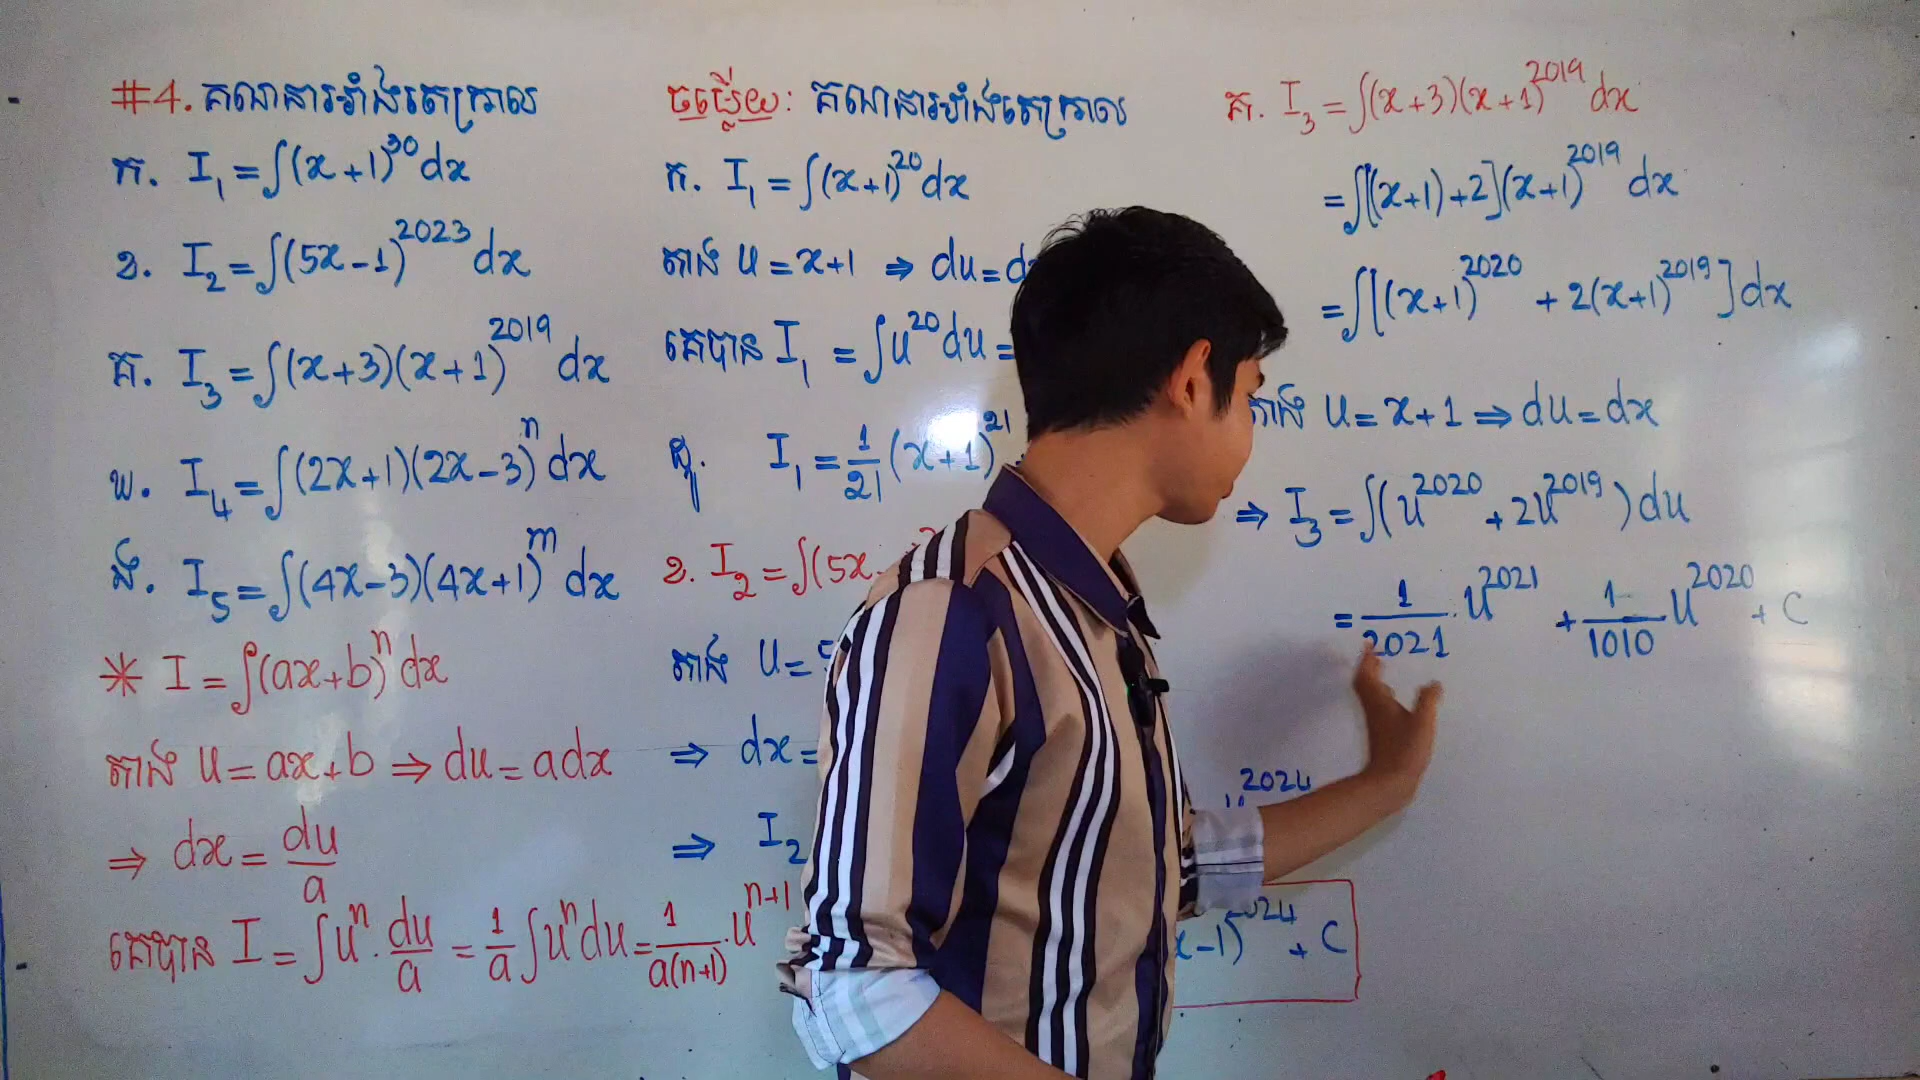 #4. គណនារអាំងតេក្រាល
ក. I₁ = ∫(x+1)³⁰dx
ខ. I₂ = ∫(5x-1)²⁰²³dx
គ. I₃ = ∫(x+3)(x+1)²⁰¹⁹dx
ឃ. I₄ = ∫(2x+1)(2x-3)ⁿdx
ង. I₅ = ∫(4x-3)(4x+1)ᵐdx
* I = ∫(ax+b)ⁿdx
តាង u = ax+b ⇒ du = adx
⇒ dx = du/a
គេបាន I = ∫uⁿ.du/a = 1/a ∫uⁿdu = 1/a(n+1) .uⁿ⁺¹
ចម្លើយ: គណនារអាំងតេក្រាល
ក. I₁ = ∫(x+1)²⁰dx
តាង u = x+1 ⇒ du = d
គេបាន I₁ = ∫u²⁰du =
ដូ. I₁ = 1/21 (x+1)²¹
ខ. I₂ = ∫(5x
តាង u =
⇒ dx =
⇒ I₂
2024
x-1)²⁰²⁴ + C
គ. I₃ = ∫(x+3)(x+1)²⁰¹⁹dx
= ∫[(x+1)+2](x+1)²⁰¹⁹dx
= ∫[(x+1)²⁰²⁰ + 2(x+1)²⁰¹⁹]dx
តាង u = x+1 ⇒ du = dx
⇒ I₃ = ∫(u²⁰²⁰ + 2u²⁰¹⁹)du
= 1/2021 .u²⁰²¹ + 1/1010 u²⁰²⁰ + C